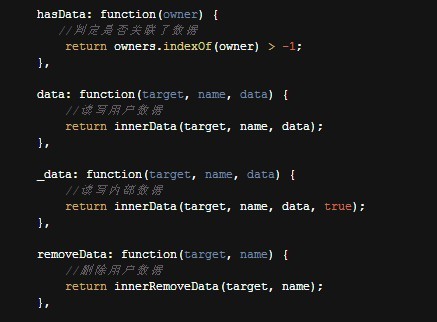 hasData: function(owner) {
//判定是否关联了数据
return owners.indexOf(owner) > -1;
},
data: function(target, name, data) {
//读写用户数据
return innerData(target, name, data);
},
_data: function(target, name, data) {
//读写内部数据
return innerData(target, name, data, true);
},
removeData: function(target, name) {
//删除用户数据
return innerRemoveData(target, name);
},